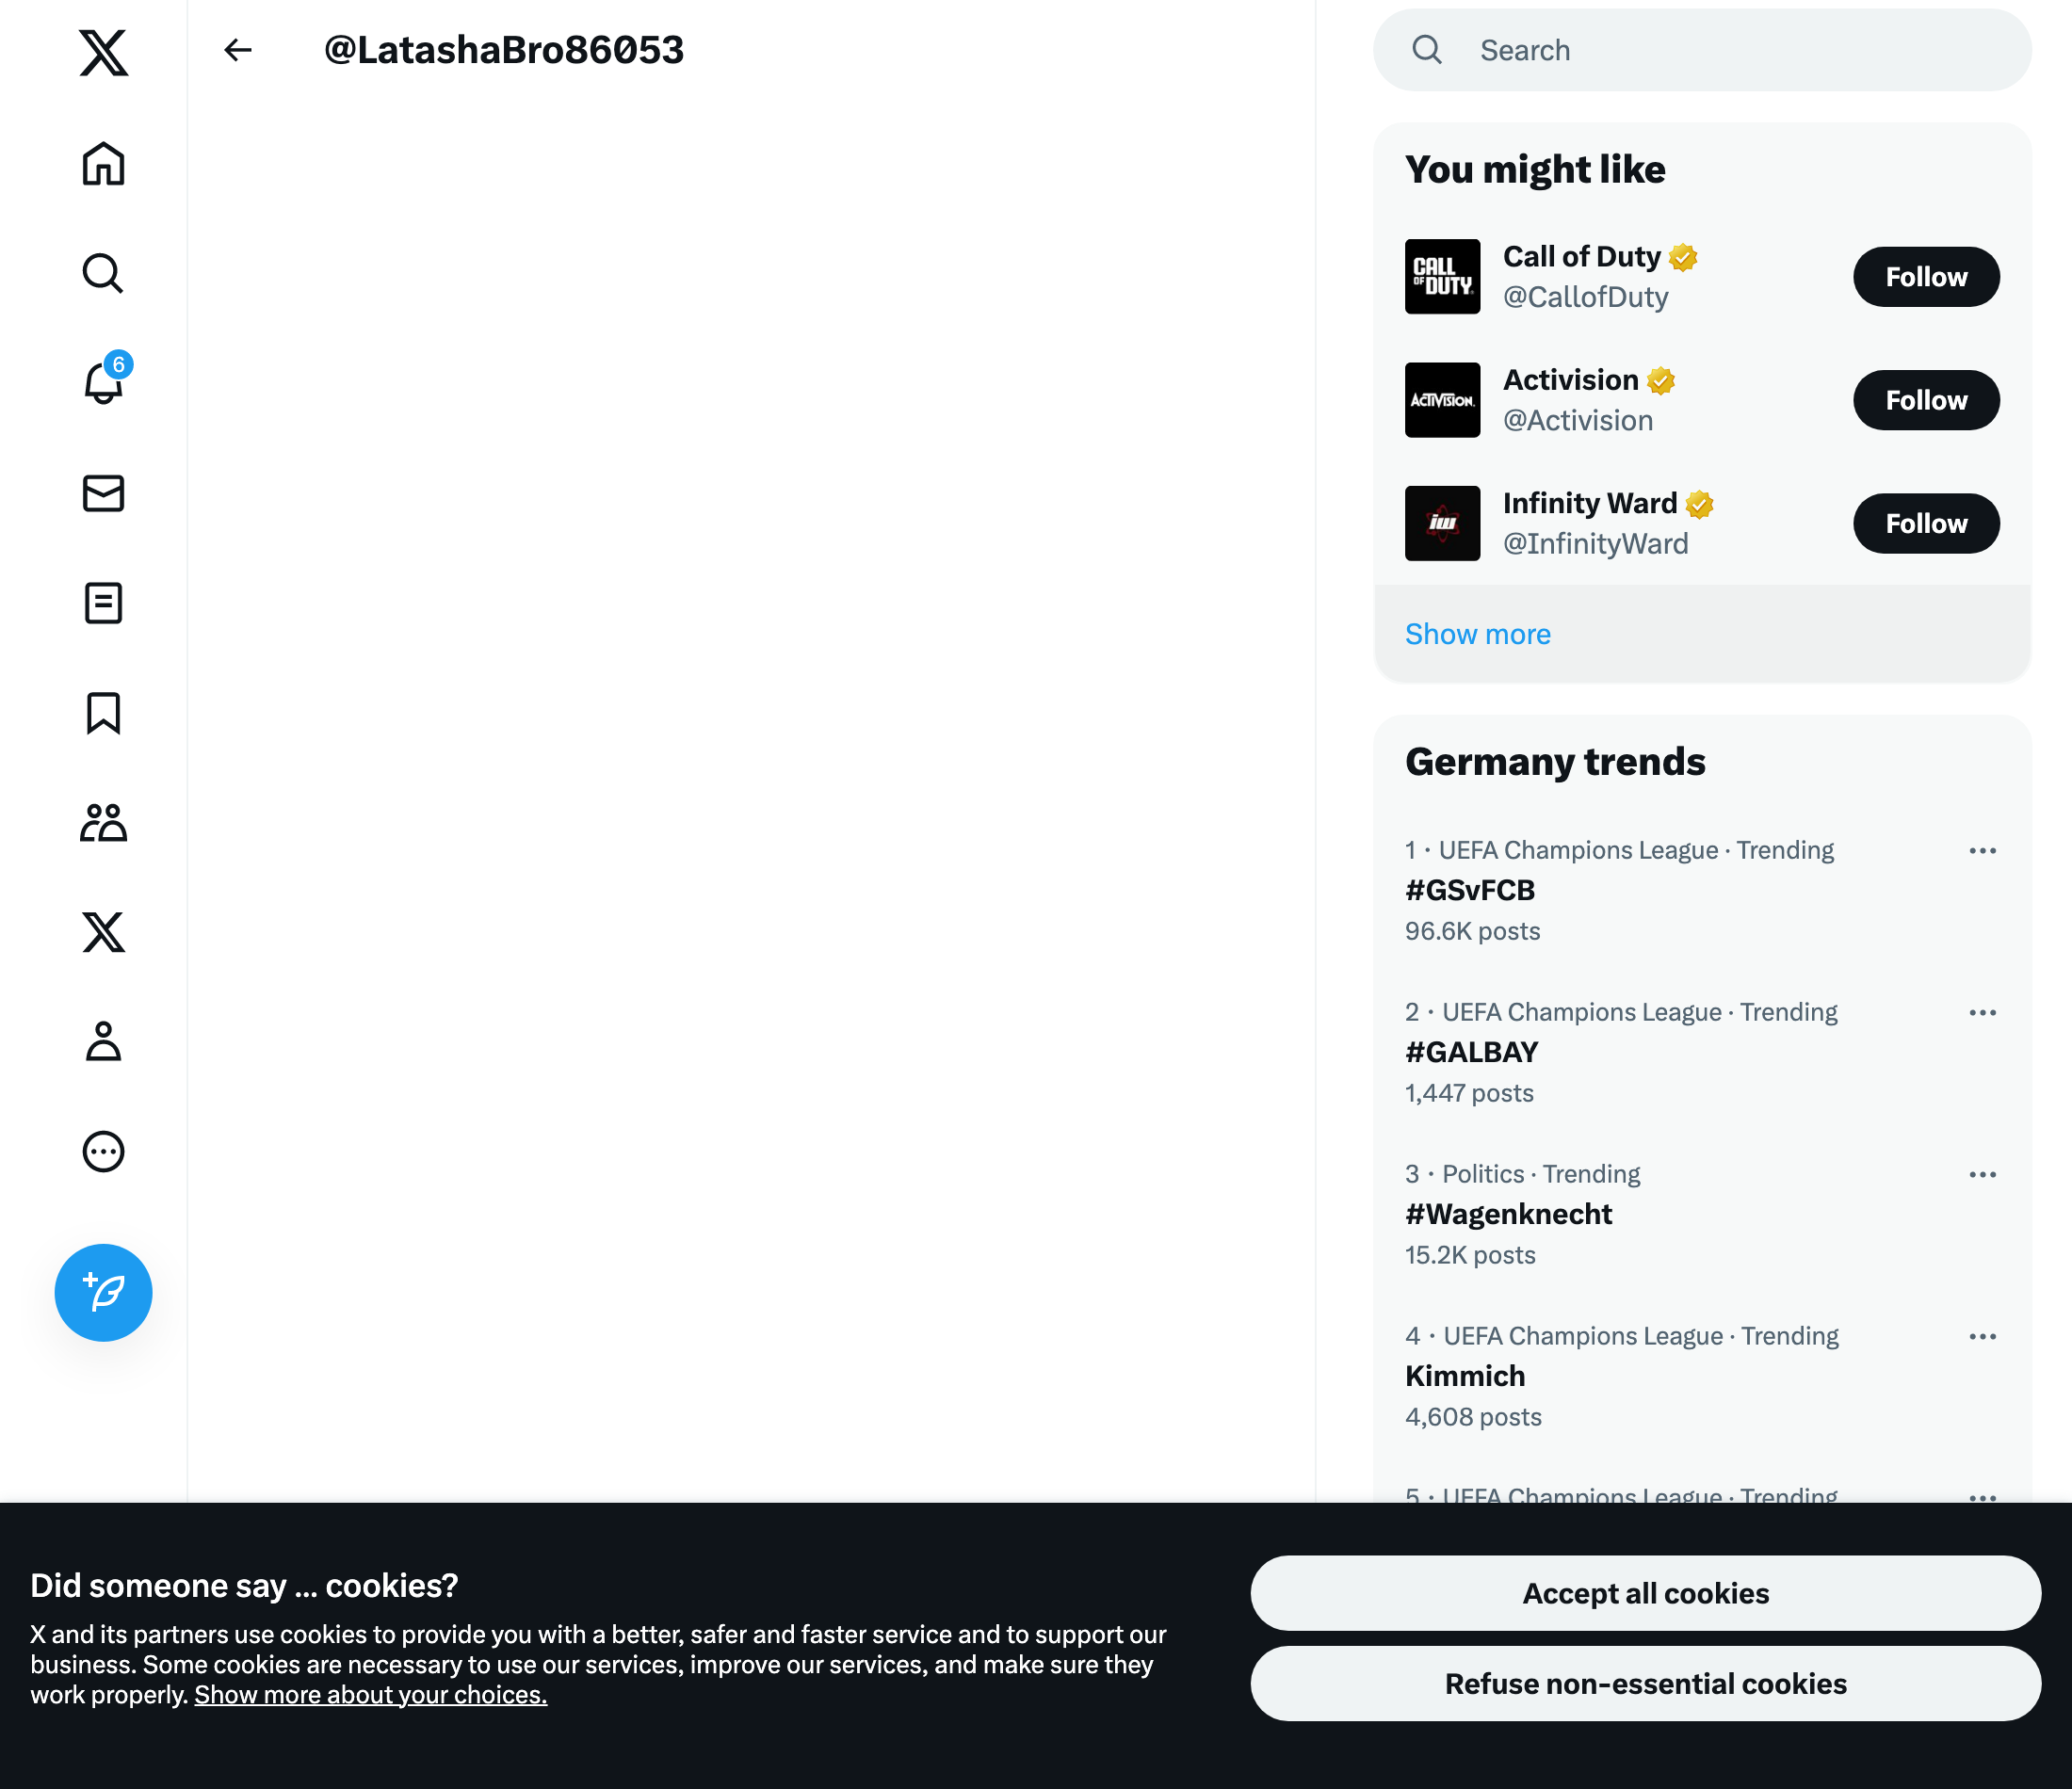 @LatashaBro86053
6
Search
You might like
CALL OF DUTY
Call of Duty
@CallofDuty
Follow
ACTIVISION
Activision
@Activision
Follow
iw
Infinity Ward
@InfinityWard
Follow
Show more
Germany trends
1 · UEFA Champions League · Trending
#GSvFCB
96.6K posts
2 · UEFA Champions League · Trending
#GALBAY
1,447 posts
3 · Politics · Trending
#Wagenknecht
15.2K posts
4 · UEFA Champions League · Trending
Kimmich
4,608 posts
5 · UEFA Champions League · Trending
Did someone say … cookies?
X and its partners use cookies to provide you with a better, safer and faster service and to support our
business. Some cookies are necessary to use our services, improve our services, and make sure they
work properly. Show more about your choices.
Accept all cookies
Refuse non-essential cookies